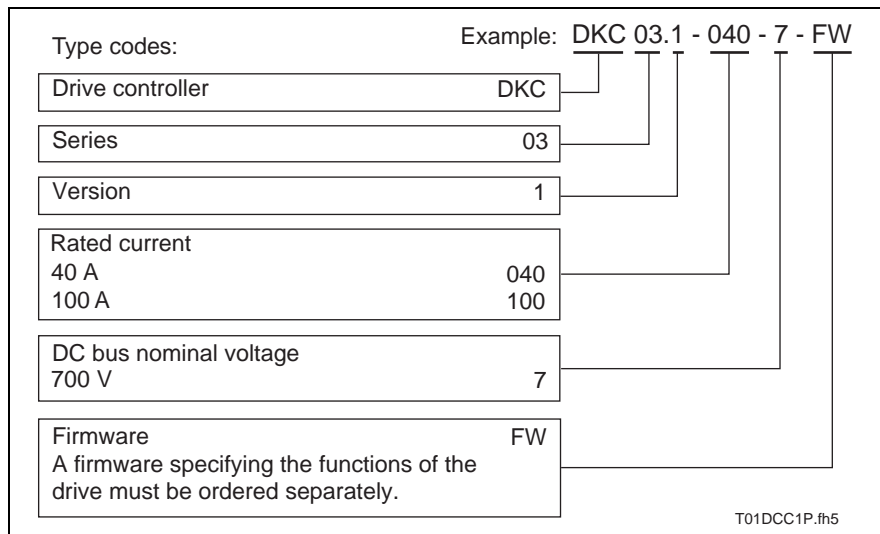 Type codes:
Example: DKC 03.1 - 040 - 7 - FW
Drive controller DKC
Series 03
Version 1
Rated current
40 A 040
100 A 100
DC bus nominal voltage
700 V 7
Firmware FW
A firmware specifying the functions of the
drive must be ordered separately.
T01DCC1P.fh5